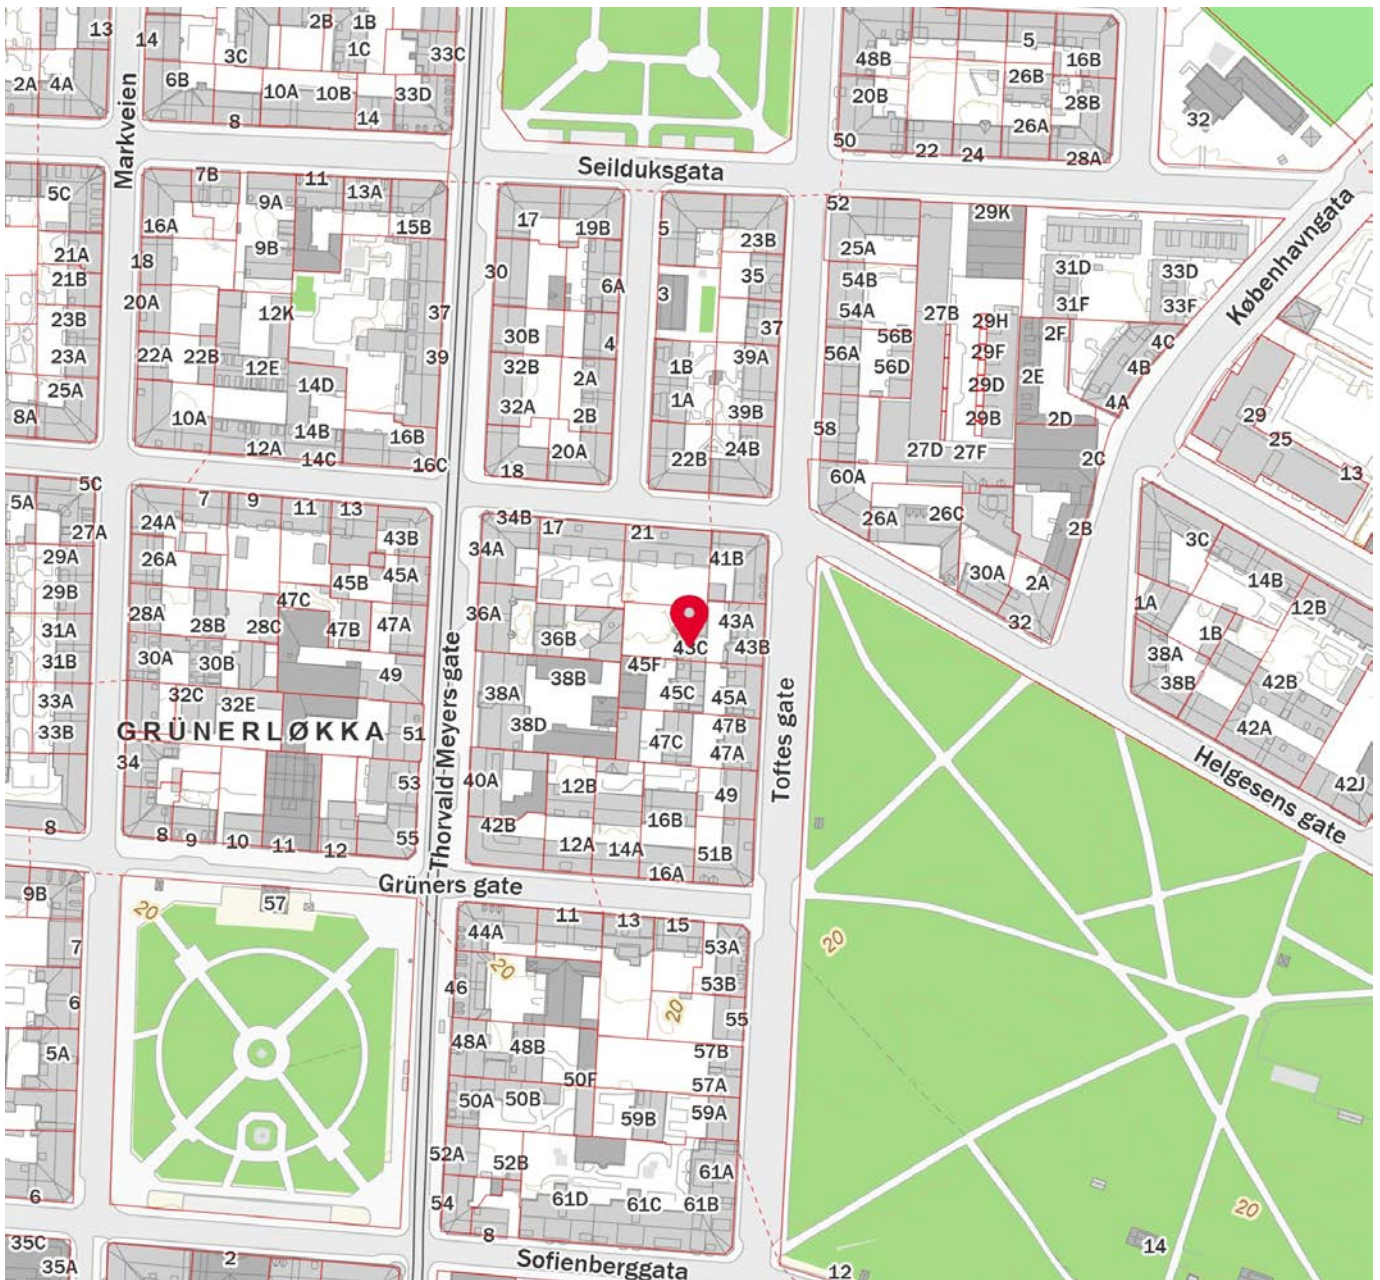 13
14
2B
1B
3C
1C
33C
2A
4A
6B
10A
10B
33D
8
14
Markveien
Seilduksgata
48B
5
16B
26B
20B
28B
26A
50
22
24
28A
32
Københavngata
5C
7B
11
9A
13A
16A
15B
9B
18
21A
21B
20A
23B
12K
37
22A
22B
23A
12E
39
25A
14D
8A
10A
14B
16B
12A
14C
16C
17
19B
30
6A
30B
4
32B
2A
32A
2B
20A
18
5
23B
35
3
37
1B
39A
1A
39B
24B
22B
52
29K
25A
31D
33D
54B
54A
31F
33F
27B
29H
2F
56B
4C
56A
29F
56D
2E
4B
29D
4A
29B
2D
58
27D
27F
2C
60A
26A
26C
2B
30A
2A
32
29
25
13
3C
14B
12B
1A
1B
38A
38B
42B
42A
42J
Helgesens gate
5A
5C
27A
29A
29B
31A
31B
33A
33B
8
7
9
11
13
24A
43B
26A
45A
45B
47C
28A
28B
28C
47B
47A
30A
30B
49
32C
32E
GRÜNERLØKKA
51
34
53
8
9
10
11
12
55
Thorvald-Meyers-gate
34B
17
21
34A
41B
36A
43A
36B
43C
43B
45F
38B
38A
45C
45A
38D
47B
47C
47A
40A
12B
49
16B
42B
12A
14A
51B
16A
Toftes gate
Grüners gate
9B
57
20
7
6
5A
6
35C
35A
2
11
13
15
44A
53A
20
53B
46
20
55
48A
48B
57B
50F
57A
50A
50B
59B
59A
52A
52B
61A
54
61D
61C
61B
8
Sofienberggata
20
20
14
12